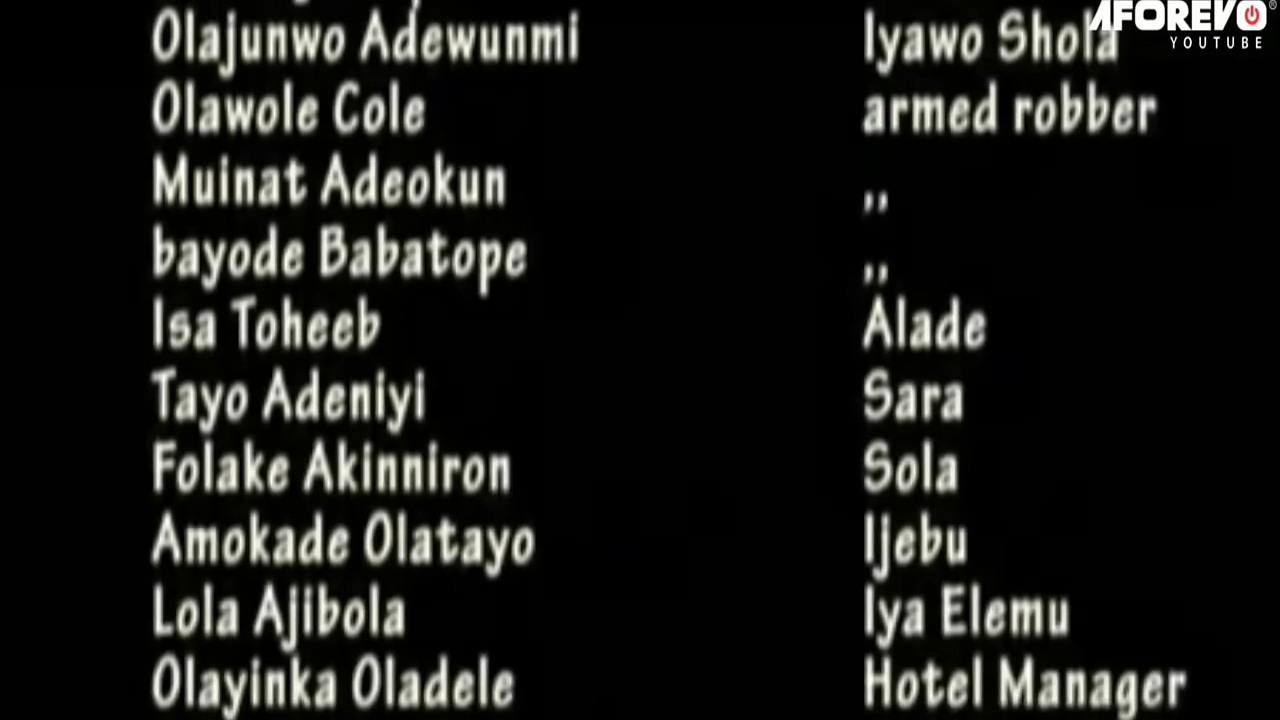 AFOREVO®
YOUTUBE
Olajunwo Adewunmi Iyawo Shola
Olawole Cole armed robber
Muinat Adeokun ,,
bayode Babatope ,,
Isa Toheeb Alade
Tayo Adeniyi Sara
Folake Akinniron Sola
Amokade Olatayo Ijebu
Lola Ajibola Iya Elemu
Olayinka Oladele Hotel Manager